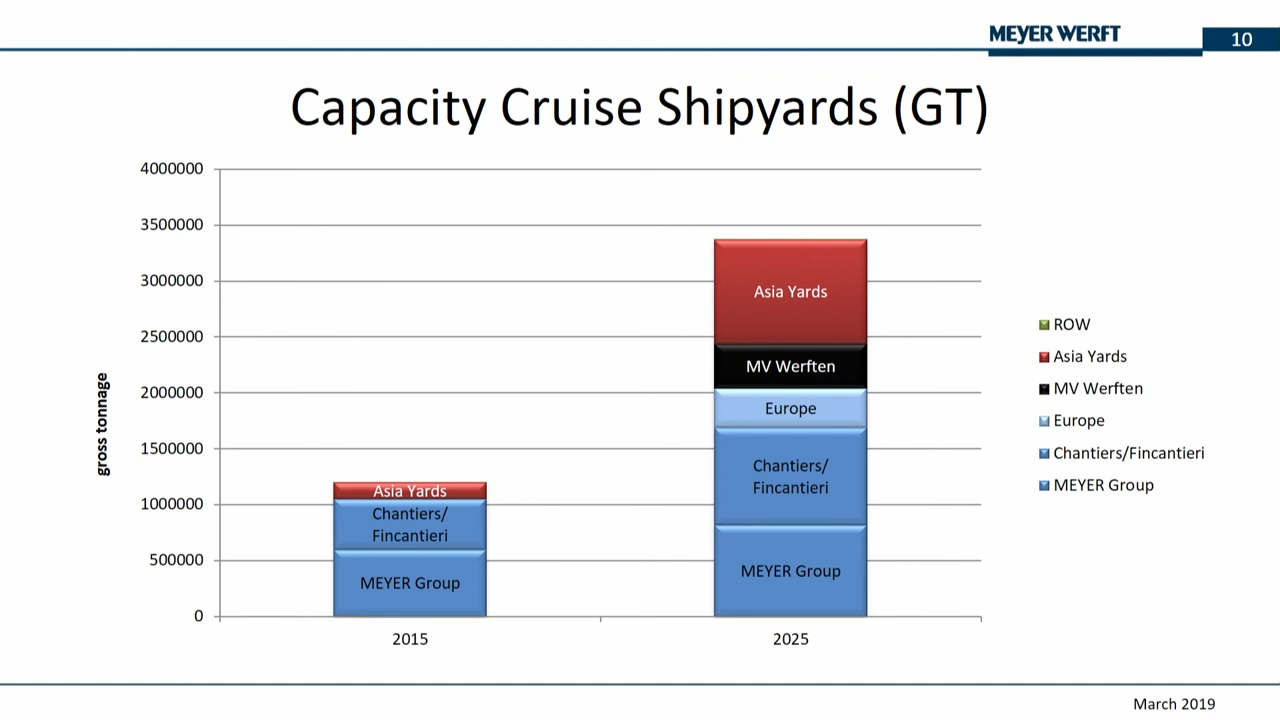 MEYER WERFT
10
Capacity Cruise Shipyards (GT)
4000000
3500000
3000000
2500000
2000000
1500000
1000000
500000
0
gross tonnage
Asia Yards
Chantiers/
Fincantieri
MEYER Group
2015
Asia Yards
MV Werften
Europe
Chantiers/
Fincantieri
MEYER Group
2025
ROW
Asia Yards
MV Werften
Europe
Chantiers/Fincantieri
MEYER Group
March 2019